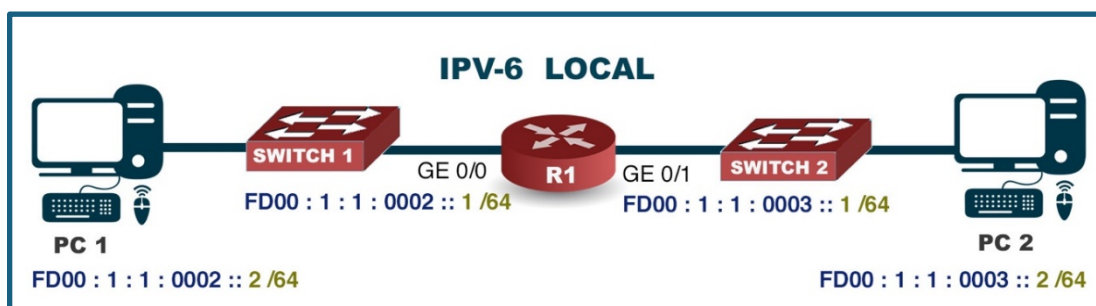 IPV-6 LOCAL
SWITCH 1
GE 0/0
R1
GE 0/1
SWITCH 2
FD00 : 1 : 1 : 0002 :: 1 /64
FD00 : 1 : 1 : 0003 :: 1 /64
PC 1
PC 2
FD00 : 1 : 1 : 0002 :: 2 /64
FD00 : 1 : 1 : 0003 :: 2 /64